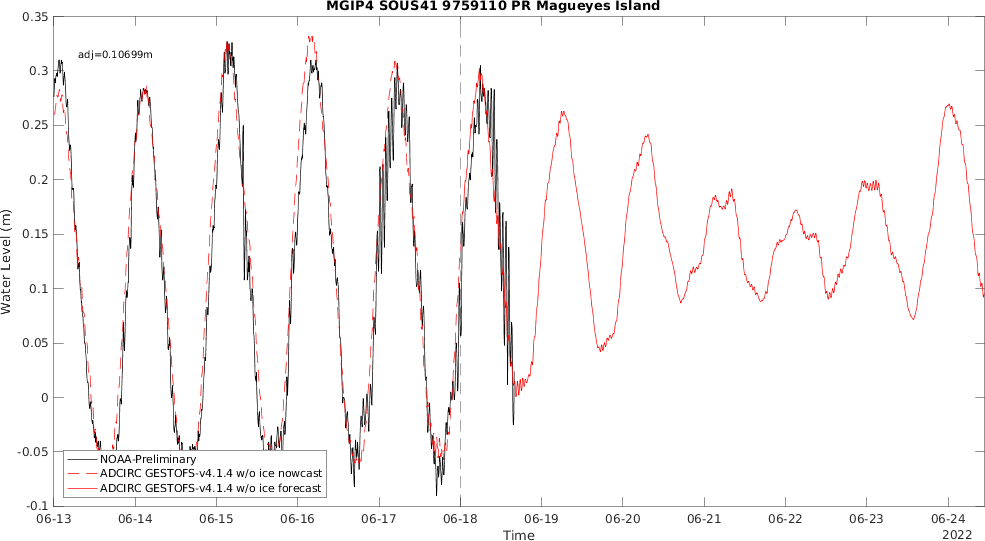 MGIP4 SOUS41 9759110 PR Magueyes Island
0.35
adj=0.10699m
0.3
0.25
0.2
0.15
0.1
0.05
0
-0.05
-0.1
Water Level (m)
NOAA-Preliminary
ADCIRC GESTOFS-v4.1.4 w/o ice nowcast
ADCIRC GESTOFS-v4.1.4 w/o ice forecast
06-13 06-14 06-15 06-16 06-17 06-18 06-19 06-20 06-21 06-22 06-23 06-24
Time
2022